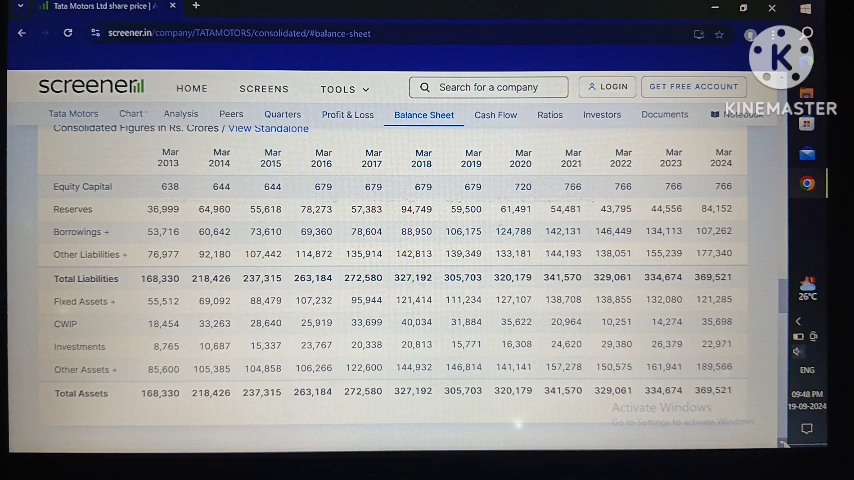 Tata Motors Ltd share price | A
screener.in/company/TATAMOTORS/consolidated/#balance-sheet
K
KINEMASTER
screener HOME SCREENS TOOLS Search for a company LOGIN GET FREE ACCOUNT
Tata Motors Chart Analysis Peers Quarters Profit & Loss Balance Sheet Cash Flow Ratios Investors Documents Notebook
Consolidated Figures in Rs. Crores / View Standalone
Mar 2013 Mar 2014 Mar 2015 Mar 2016 Mar 2017 Mar 2018 Mar 2019 Mar 2020 Mar 2021 Mar 2022 Mar 2023 Mar 2024
Equity Capital 638 644 644 679 679 679 679 720 766 766 766 766
Reserves 36,999 64,960 55,618 78,273 57,383 94,749 59,500 61,491 54,481 43,795 44,556 84,152
Borrowings + 53,716 60,642 73,610 69,360 78,604 88,950 106,175 124,788 142,131 146,449 134,113 107,262
Other Liabilities + 76,977 92,180 107,442 114,872 135,914 142,813 139,349 133,181 144,193 138,051 155,239 177,340
Total Liabilities 168,330 218,426 237,315 263,184 272,580 327,192 305,703 320,179 341,570 329,061 334,674 369,521
Fixed Assets + 55,512 69,092 88,479 107,232 95,944 121,414 111,234 127,107 138,708 138,855 132,080 121,285
CWIP 18,454 33,263 28,640 25,919 33,699 40,034 31,884 35,622 20,964 10,251 14,274 35,698
Investments 8,765 10,687 15,337 23,767 20,338 20,813 15,771 16,308 24,620 29,380 26,379 22,971
Other Assets + 85,600 105,385 104,858 106,266 122,600 144,932 146,814 141,141 157,278 150,575 161,941 189,566
Total Assets 168,330 218,426 237,315 263,184 272,580 327,192 305,703 320,179 341,570 329,061 334,674 369,521
Activate Windows
Go to Settings to activate Windows.
26°C
ENG
09:48 PM
19-09-2024